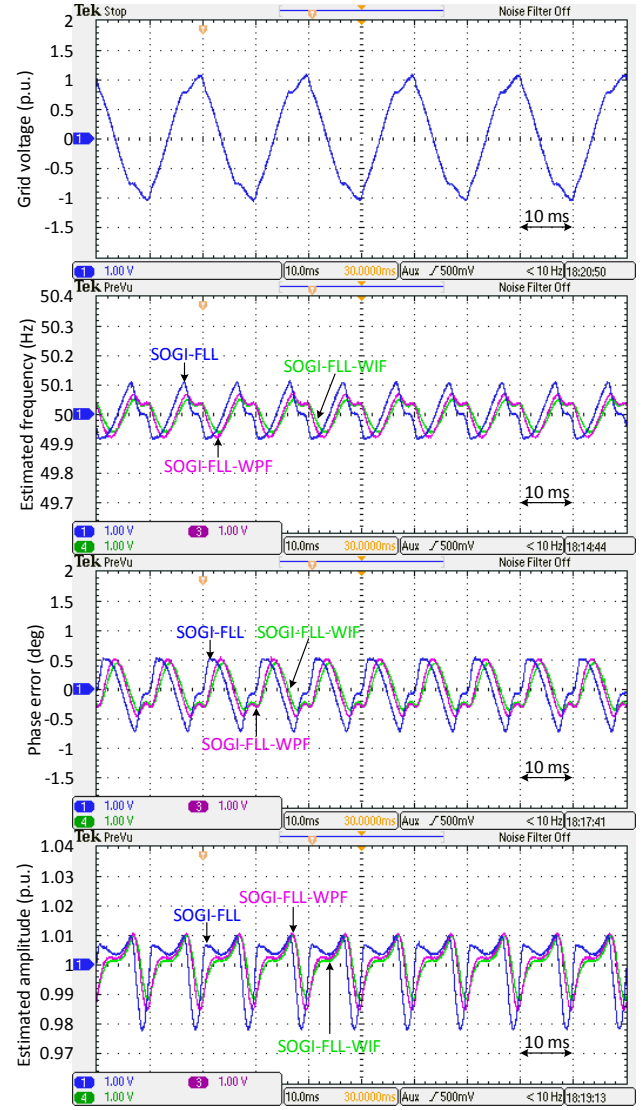 Tek Stop Noise Filter Off
Grid voltage (p.u.)
2
1.5
1
0.5
0
-0.5
-1
-1.5
1
10 ms
1 1.00 V 10.0ms 30.0000ms Aux 500mV <10 Hz 18:20:50
Tek PreVu Noise Filter Off
Estimated frequency (Hz)
50.4
50.3
50.2
50.1
50
49.9
49.8
49.7
1
SOGI-FLL
SOGI-FLL-WIF
SOGI-FLL-WPF
10 ms
1 1.00 V 3 1.00 V
4 1.00 V 10.0ms 30.0000ms Aux 500mV <10 Hz 18:14:44
Tek PreVu Noise Filter Off
Phase error (deg)
2
1.5
1
0.5
0
-0.5
-1
-1.5
1
SOGI-FLL
SOGI-FLL-WIF
SOGI-FLL-WPF
10 ms
1 1.00 V 3 1.00 V
4 1.00 V 10.0ms 30.0000ms Aux 500mV <10 Hz 18:17:41
Tek PreVu Noise Filter Off
Estimated amplitude (p.u.)
1.04
1.03
1.02
1.01
1
0.99
0.98
0.97
1
SOGI-FLL-WPF
SOGI-FLL
SOGI-FLL-WIF
10 ms
1 1.00 V 3 1.00 V
4 1.00 V 10.0ms 30.0000ms Aux 500mV <10 Hz 18:19:13